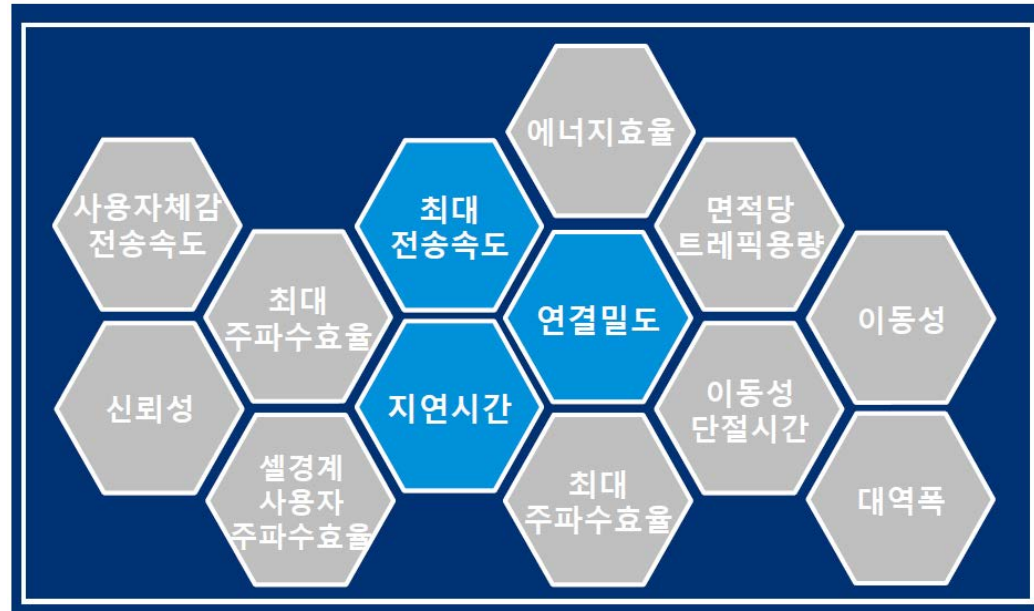 에너지효율
사용자체감
전송속도
최대
전송속도
면적당
트레픽용량
최대
주파수효율
연결밀도
이동성
신뢰성
지연시간
이동성
단절시간
셀경계
사용자
주파수효율
최대
주파수효율
대역폭